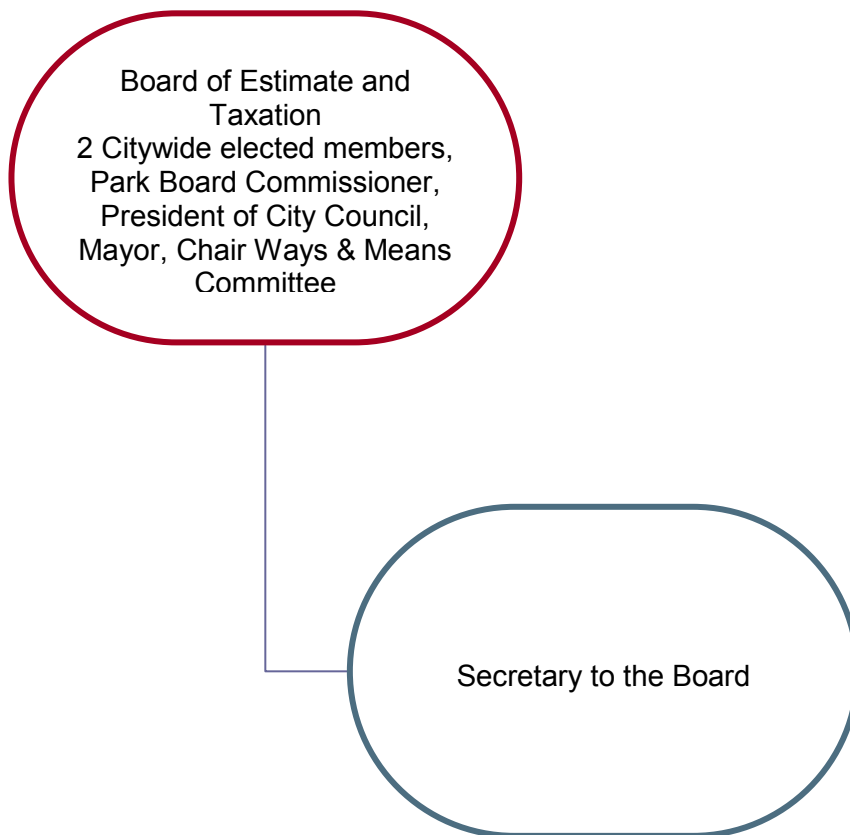 Board of Estimate and
Taxation
2 Citywide elected members,
Park Board Commissioner,
President of City Council,
Mayor, Chair Ways & Means
Committee
Secretary to the Board